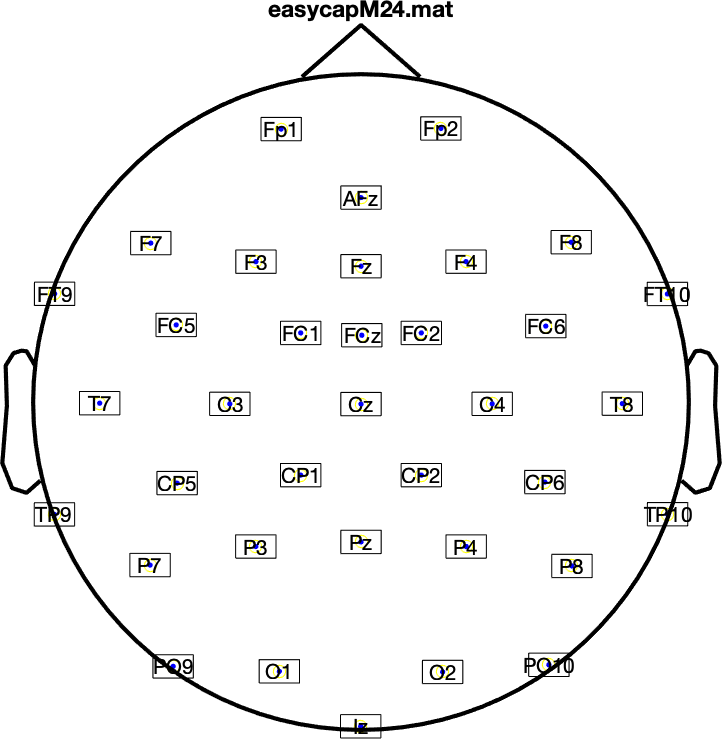 easycapM24.mat
Fp1 Fp2
AFz
F7 F3 Fz F4 F8
FT9 FT10
FC5 FC1 FCz FC2 FC6
T7 C3 Cz C4 T8
CP5 CP1 CP2 CP6
TP9 TP10
P7 P3 Pz P4 P8
PO9 O1 O2 PO10
Iz